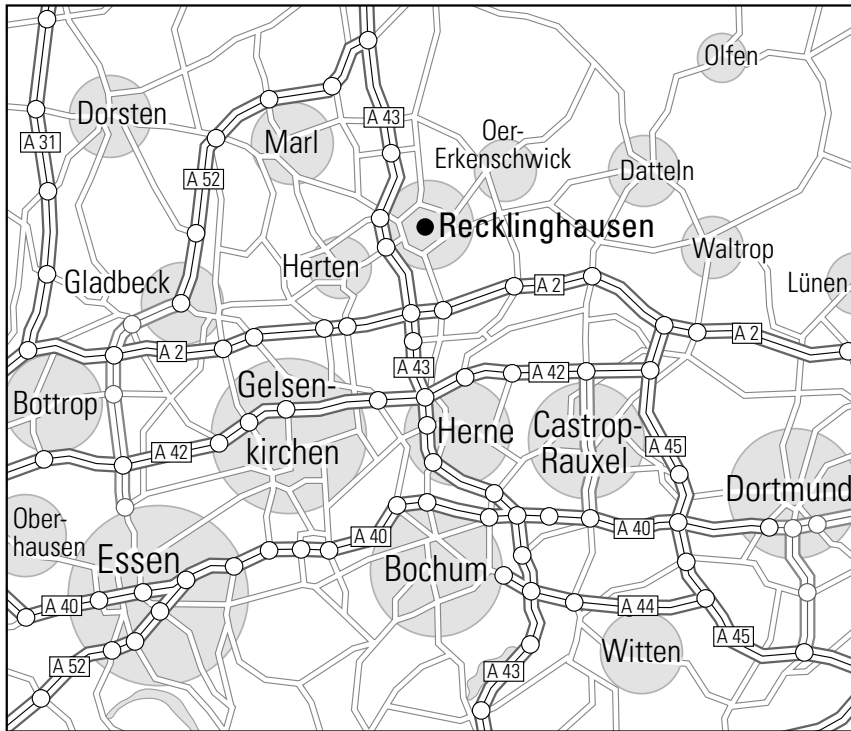 Olfen
Dorsten
A 43
Oer-
Marl
Erkenschwick
A 31
Datteln
A 52
Recklinghausen
Waltrop
Herten
Gladbeck
Lünen
A 2
A 2
A 2
A 43
A 42
Gelsen-
Bottrop
kirchen
Herne
Castrop-
Rauxel
A 42
A 45
Dortmund
Ober-
hausen
A 40
A 40
Essen
Bochum
A 40
A 44
A 45
Witten
A 52
A 43